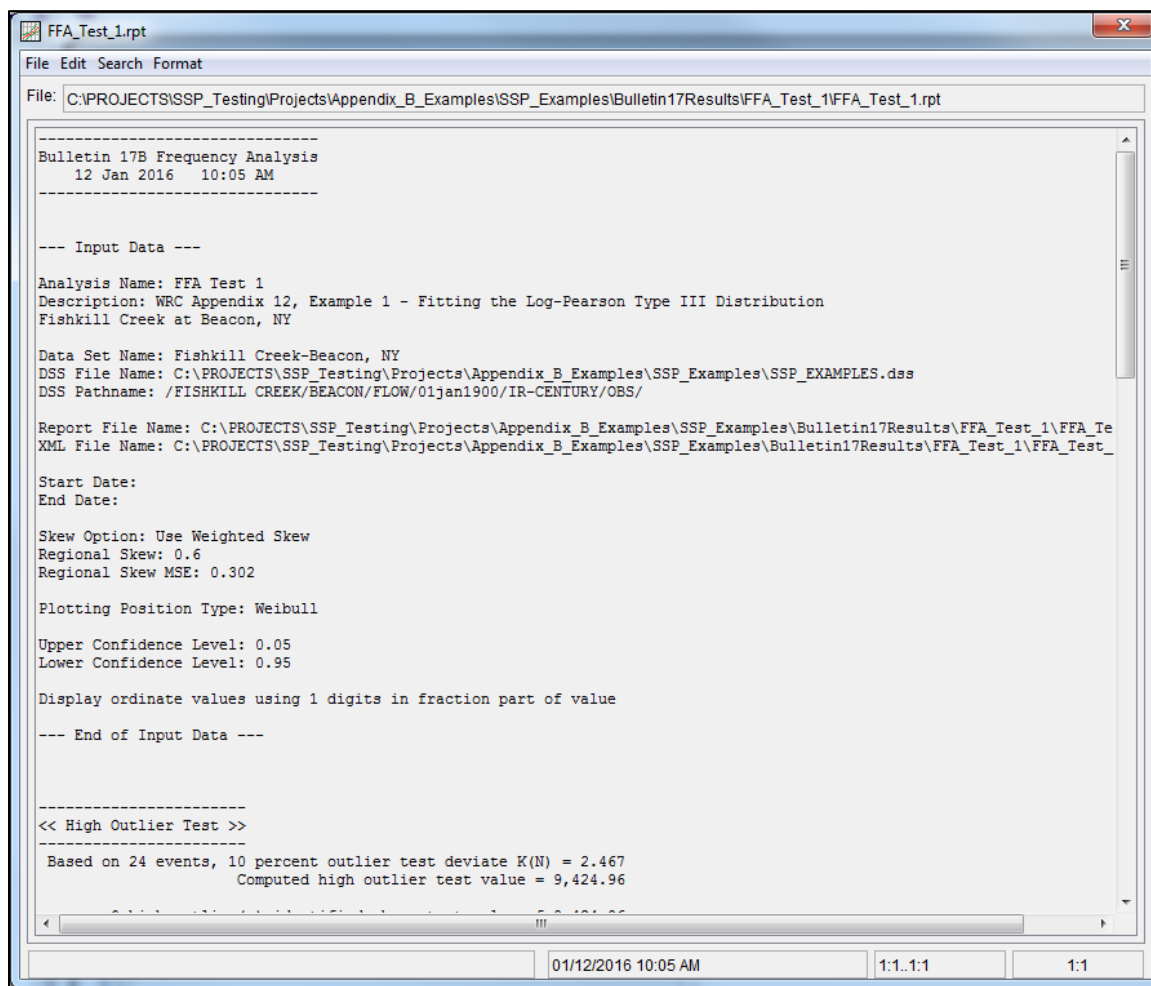 FFA_Test_1.rpt
File Edit Search Format
File: C:\PROJECTS\SSP_Testing\Projects\Appendix_B_Examples\SSP_Examples\Bulletin17Results\FFA_Test_1\FFA_Test_1.rpt
-------------------------------
Bulletin 17B Frequency Analysis
12 Jan 2016 10:05 AM
-------------------------------
--- Input Data ---
Analysis Name: FFA Test 1
Description: WRC Appendix 12, Example 1 - Fitting the Log-Pearson Type III Distribution
Fishkill Creek at Beacon, NY
Data Set Name: Fishkill Creek-Beacon, NY
DSS File Name: C:\PROJECTS\SSP_Testing\Projects\Appendix_B_Examples\SSP_Examples\SSP_EXAMPLES.dss
DSS Pathname: /FISHKILL CREEK/BEACON/FLOW/01jan1900/IR-CENTURY/OBS/
Report File Name: C:\PROJECTS\SSP_Testing\Projects\Appendix_B_Examples\SSP_Examples\Bulletin17Results\FFA_Test_1\FFA_Te
XML File Name: C:\PROJECTS\SSP_Testing\Projects\Appendix_B_Examples\SSP_Examples\Bulletin17Results\FFA_Test_1\FFA_Test_
Start Date:
End Date:
Skew Option: Use Weighted Skew
Regional Skew: 0.6
Regional Skew MSE: 0.302
Plotting Position Type: Weibull
Upper Confidence Level: 0.05
Lower Confidence Level: 0.95
Display ordinate values using 1 digits in fraction part of value
--- End of Input Data ---
-----------------------
<< High Outlier Test >>
-----------------------
Based on 24 events, 10 percent outlier test deviate K(N) = 2.467
Computed high outlier test value = 9,424.96
01/12/2016 10:05 AM
1:1..1:1
1:1